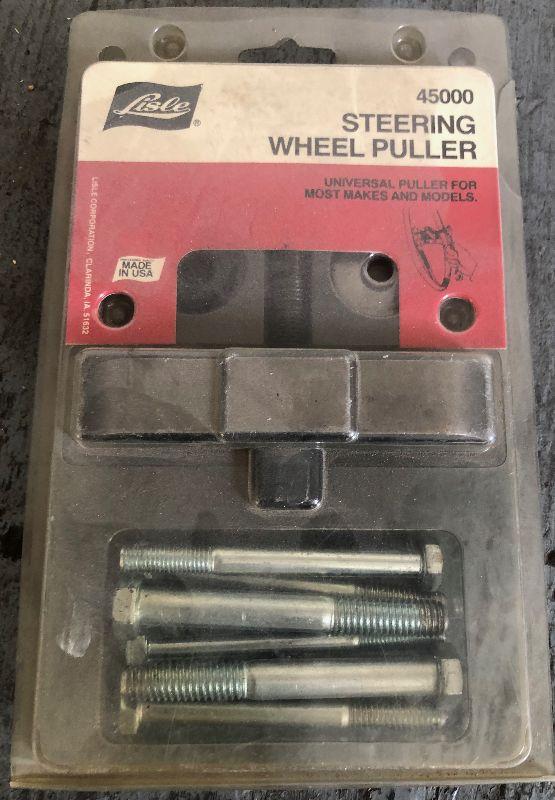 Lisle
®
45000
STEERING
WHEEL PULLER
UNIVERSAL PULLER FOR
MOST MAKES AND MODELS.
MADE
IN USA
LISLE CORPORATION, CLARINDA, IA 51632